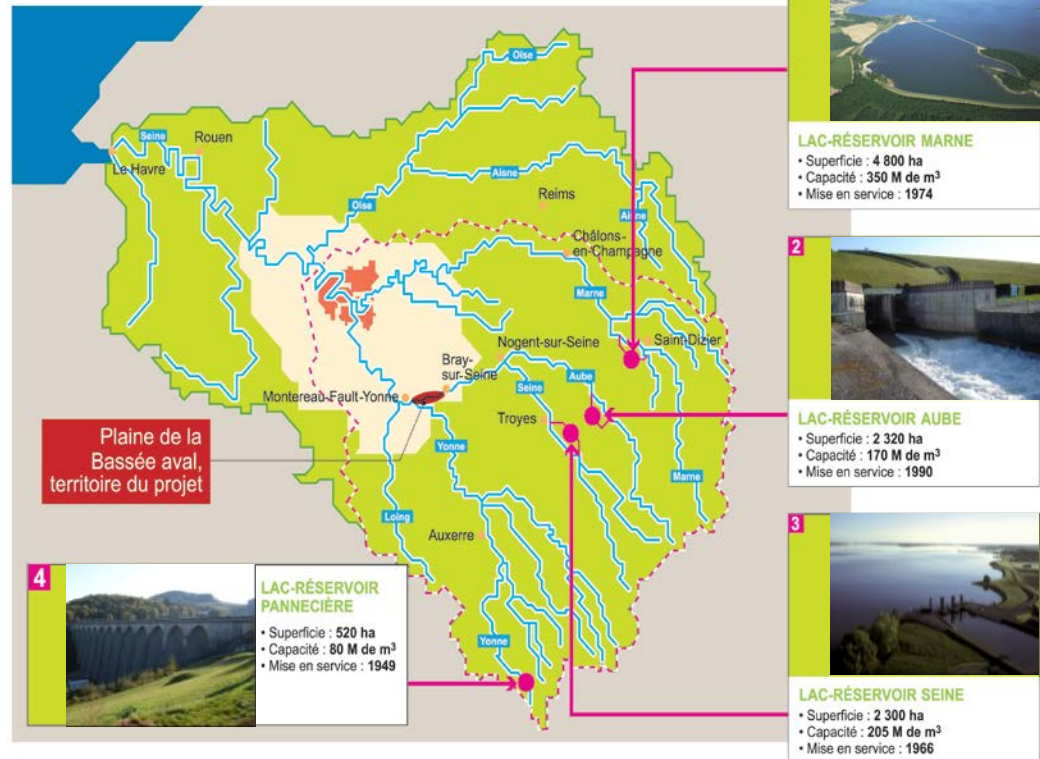 Oise
Seine
Rouen
Le Havre
Aisne
Reims
Oise
Aisne
Châlons-
en-Champagne
Marne
Saint-Dizier
Nogent-sur-Seine
Bray-
sur-Seine
Aube
Seine
Montereau-Fault-Yonne
Troyes
Plaine de la
Bassée aval,
territoire du projet
Yonne
Marne
Loing
Auxerre
Yonne
LAC-RÉSERVOIR MARNE
• Superficie : 4 800 ha
• Capacité : 350 M de m³
• Mise en service : 1974
2
LAC-RÉSERVOIR AUBE
• Superficie : 2 320 ha
• Capacité : 170 M de m³
• Mise en service : 1990
3
LAC-RÉSERVOIR SEINE
• Superficie : 2 300 ha
• Capacité : 205 M de m³
• Mise en service : 1966
4
LAC-RÉSERVOIR
PANNECIÈRE
• Superficie : 520 ha
• Capacité : 80 M de m³
• Mise en service : 1949